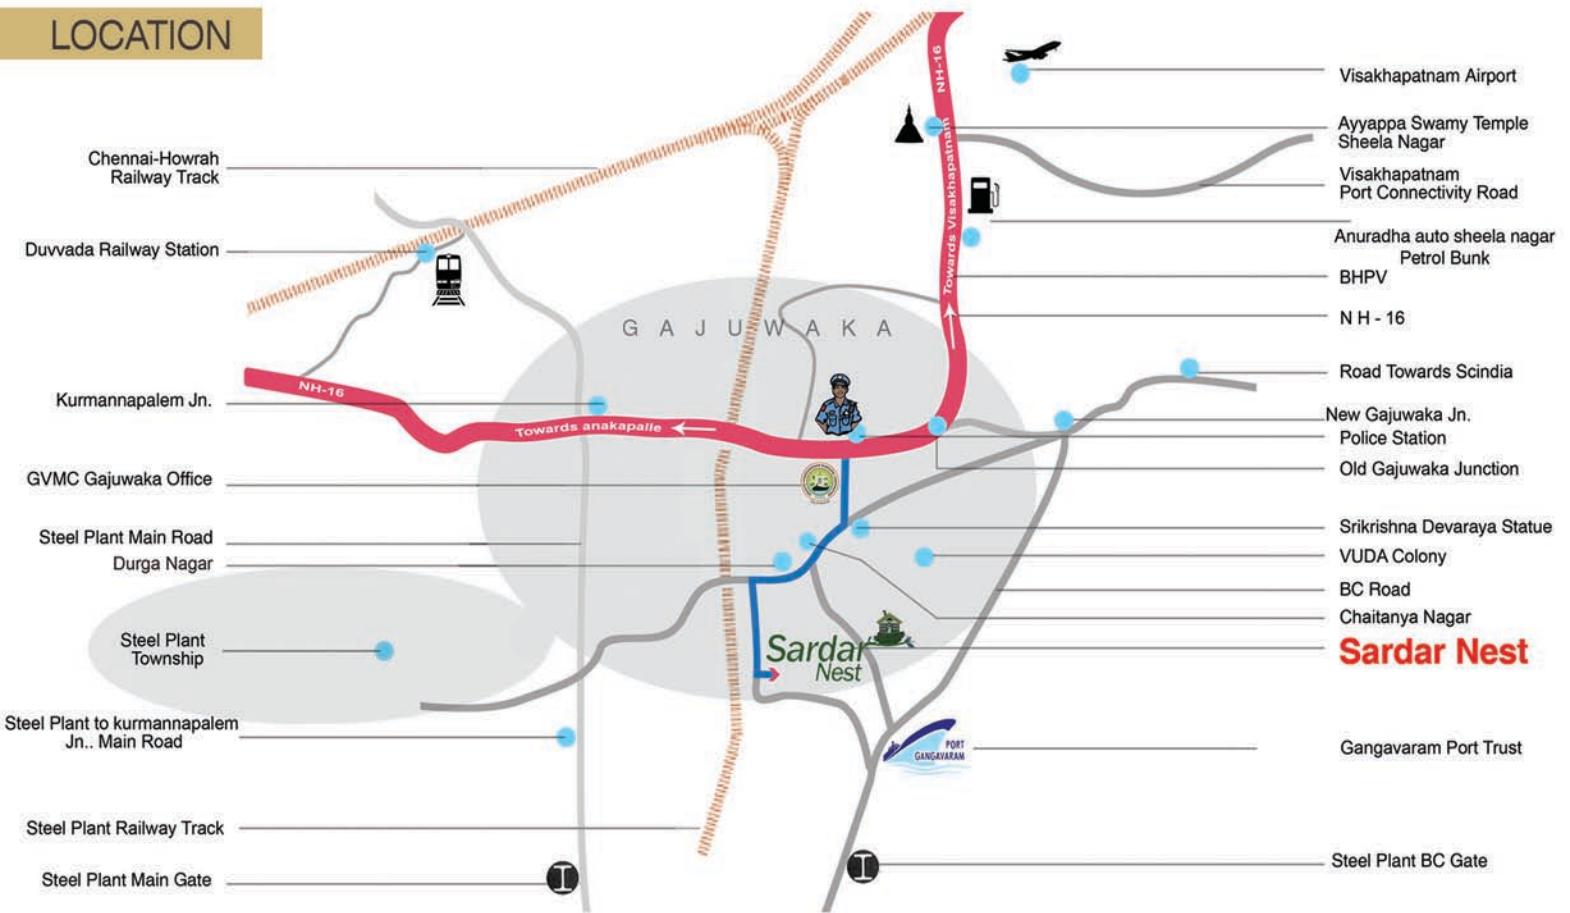 LOCATION
Chennai-Howrah
Railway Track
Duvvada Railway Station
Kurmannapalem Jn.
GVMC Gajuwaka Office
Steel Plant Main Road
Durga Nagar
Steel Plant
Township
Steel Plant to kurmannapalem
Jn.. Main Road
Steel Plant Railway Track
Steel Plant Main Gate
NH-16
Towards Visakhapatnam
GAJUWAKA
NH-16
Towards anakapalle
Sardar
Nest
PORT
GANGAVARAM
Visakhapatnam Airport
Ayyappa Swamy Temple
Sheela Nagar
Visakhapatnam
Port Connectivity Road
Anuradha auto sheela nagar
Petrol Bunk
BHPV
N H - 16
Road Towards Scindia
New Gajuwaka Jn.
Police Station
Old Gajuwaka Junction
Srikrishna Devaraya Statue
VUDA Colony
BC Road
Chaitanya Nagar
Sardar Nest
Gangavaram Port Trust
Steel Plant BC Gate